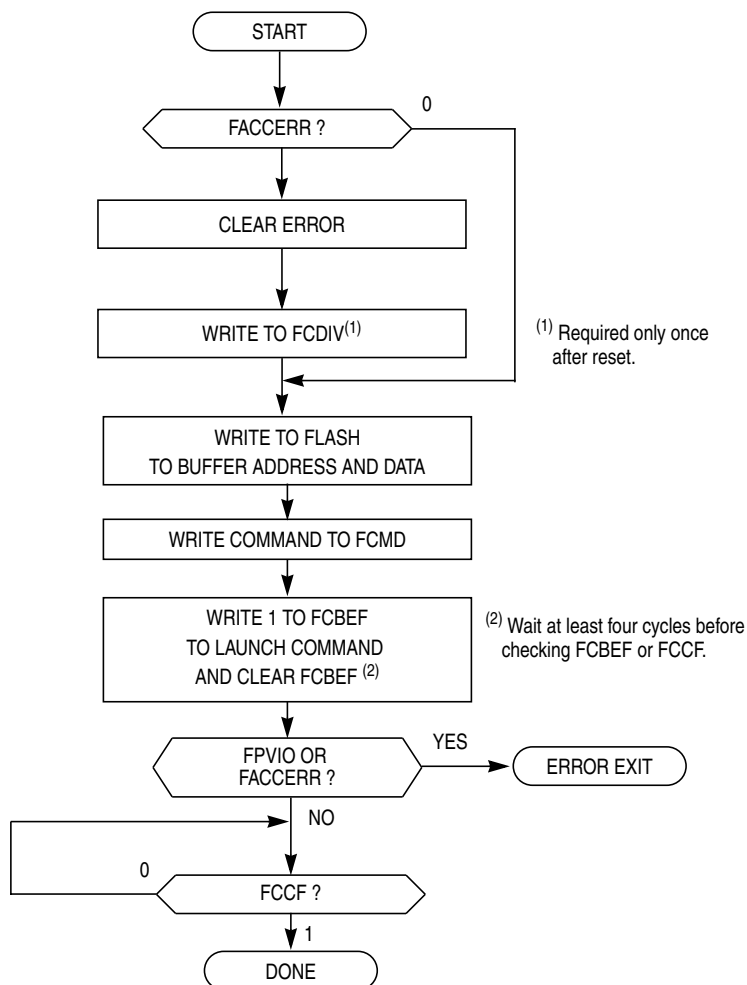 START
0
FACCERR ?
CLEAR ERROR
WRITE TO FCDIV(1)
(1) Required only once
after reset.
WRITE TO FLASH
TO BUFFER ADDRESS AND DATA
WRITE COMMAND TO FCMD
WRITE 1 TO FCBEF
TO LAUNCH COMMAND
AND CLEAR FCBEF (2)
(2) Wait at least four cycles before
checking FCBEF or FCCF.
FPVIO OR
FACCERR ?
YES
ERROR EXIT
NO
0
FCCF ?
1
DONE